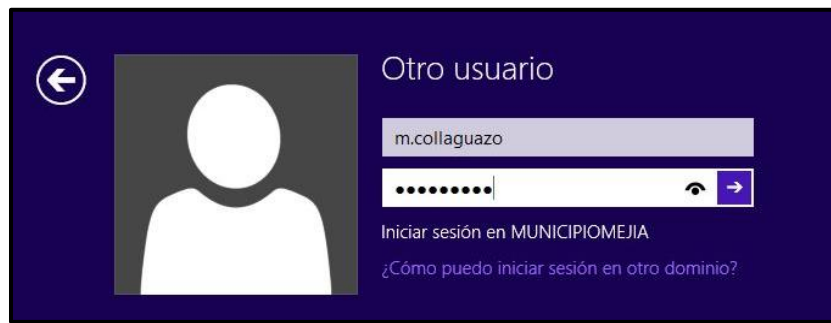 Otro usuario
m.collaguazo
•••••••••
Iniciar sesión en MUNICIPIOMEJIA
¿Cómo puedo iniciar sesión en otro dominio?